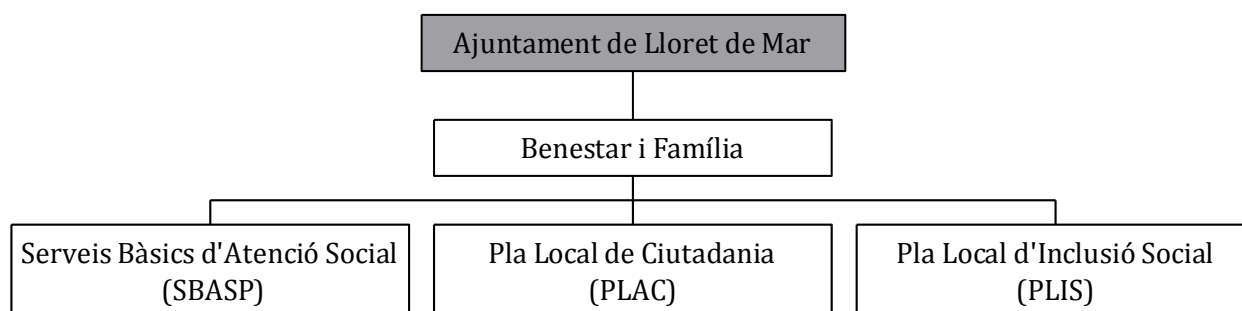 Ajuntament de Lloret de Mar
Benestar i Família
Serveis Bàsics d'Atenció Social
(SBASP)
Pla Local de Ciutadania
(PLAC)
Pla Local d'Inclusió Social
(PLIS)